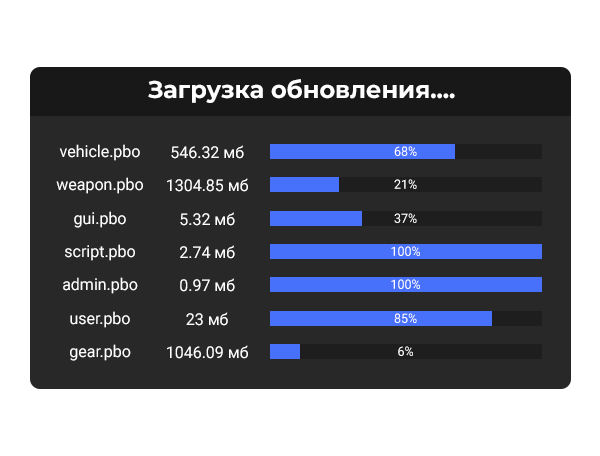 Загрузка обновления....
vehicle.pbo 546.32 мб 68%
weapon.pbo 1304.85 мб 21%
gui.pbo 5.32 мб 37%
script.pbo 2.74 мб 100%
admin.pbo 0.97 мб 100%
user.pbo 23 мб 85%
gear.pbo 1046.09 мб 6%